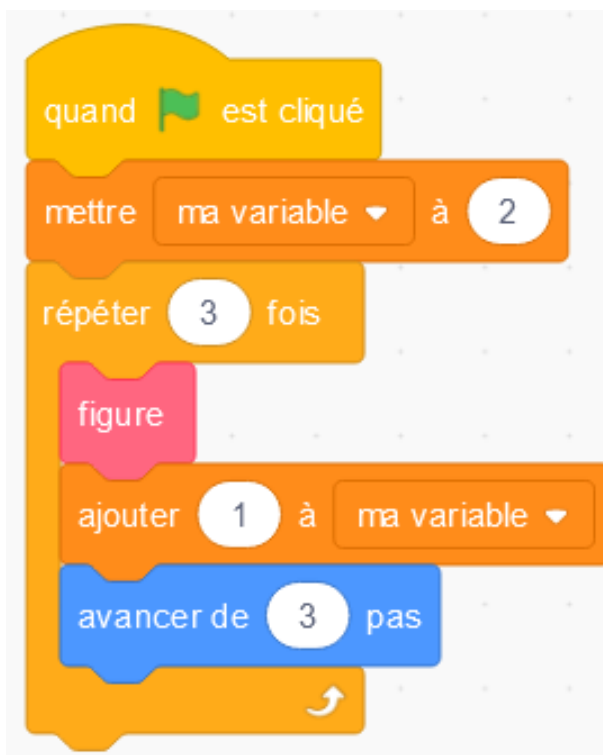 quand est cliqué
mettre ma variable à 2
répéter 3 fois
figure
ajouter 1 à ma variable
avancer de 3 pas